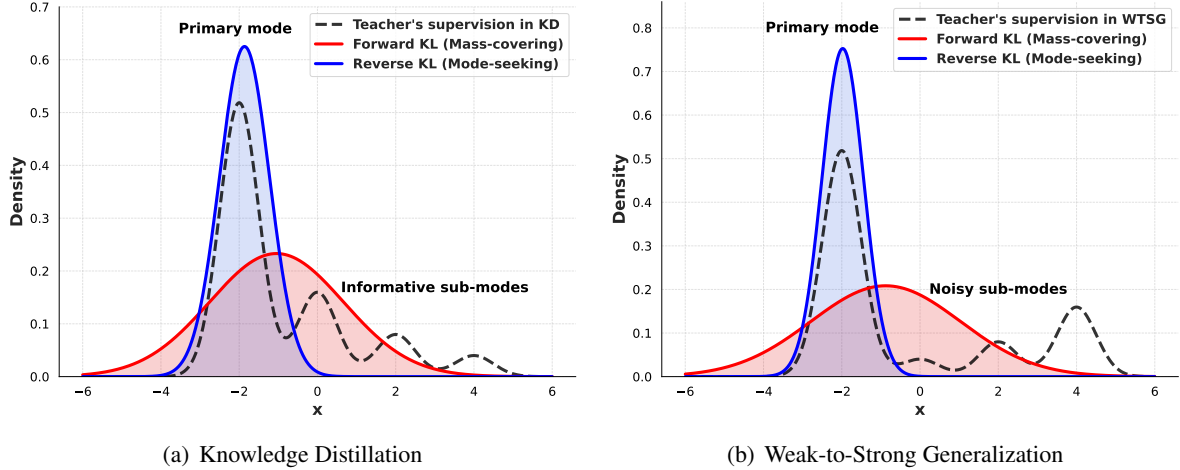 Primary mode
Teacher's supervision in KD
Forward KL (Mass-covering)
Reverse KL (Mode-seeking)
Informative sub-modes
0.7
0.6
0.5
0.4
0.3
0.2
0.1
0.0
Density
−6 −4 −2 0 2 4 6
x
(a) Knowledge Distillation
Primary mode
Teacher's supervision in WTSG
Forward KL (Mass-covering)
Reverse KL (Mode-seeking)
Noisy sub-modes
0.8
0.7
0.6
0.5
0.4
0.3
0.2
0.1
0.0
Density
−6 −4 −2 0 2 4 6
x
(b) Weak-to-Strong Generalization